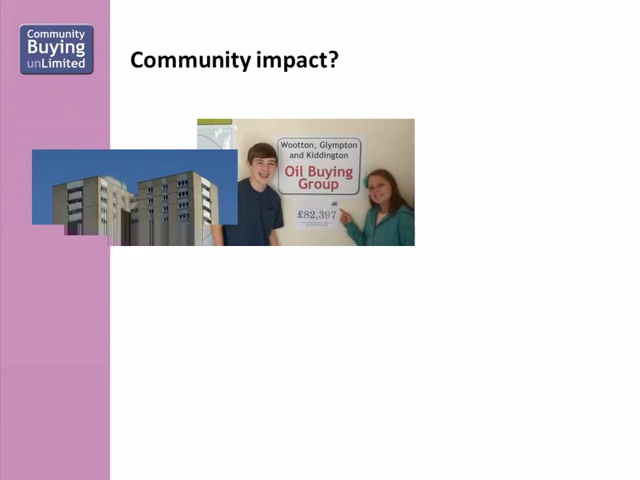 Community
Buying
unLimited
Community impact?
Wootton, Glympton
and Kiddington
Oil Buying
Group
£82,397